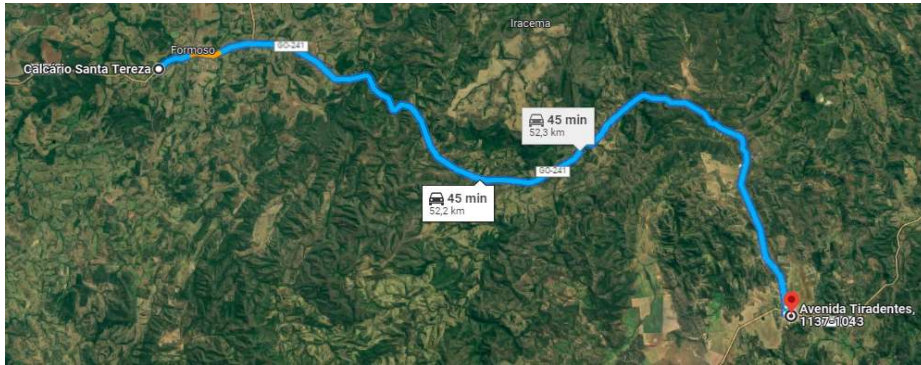 Iracema
Formoso
GO-241
Calcário Santa Tereza
45 min
52,3 km
GO-241
45 min
52,2 km
Avenida Tiradentes,
1137-1043